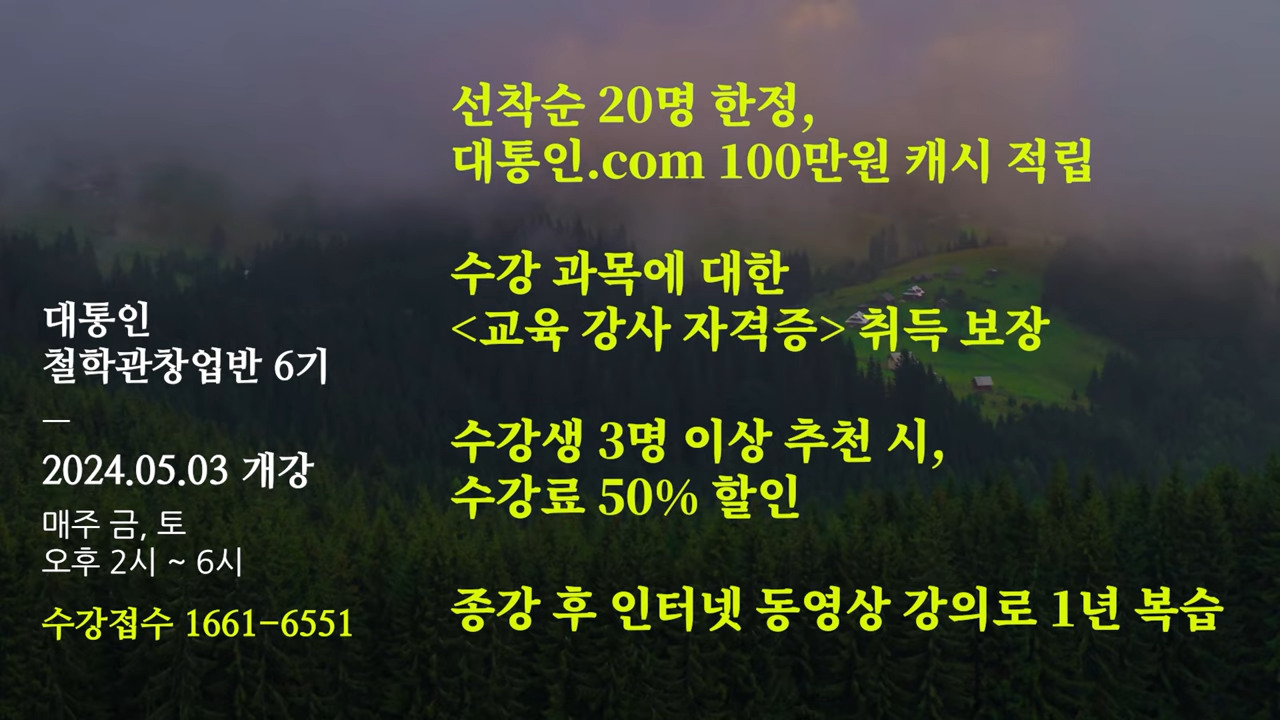 대통인
철학관창업반 6기
—
2024.05.03 개강
매주 금, 토
오후 2시 ~ 6시
수강접수 1661-6551
선착순 20명 한정,
대통인.com 100만원 캐시 적립
수강 과목에 대한
<교육 강사 자격증> 취득 보장
수강생 3명 이상 추천 시,
수강료 50% 할인
종강 후 인터넷 동영상 강의로 1년 복습